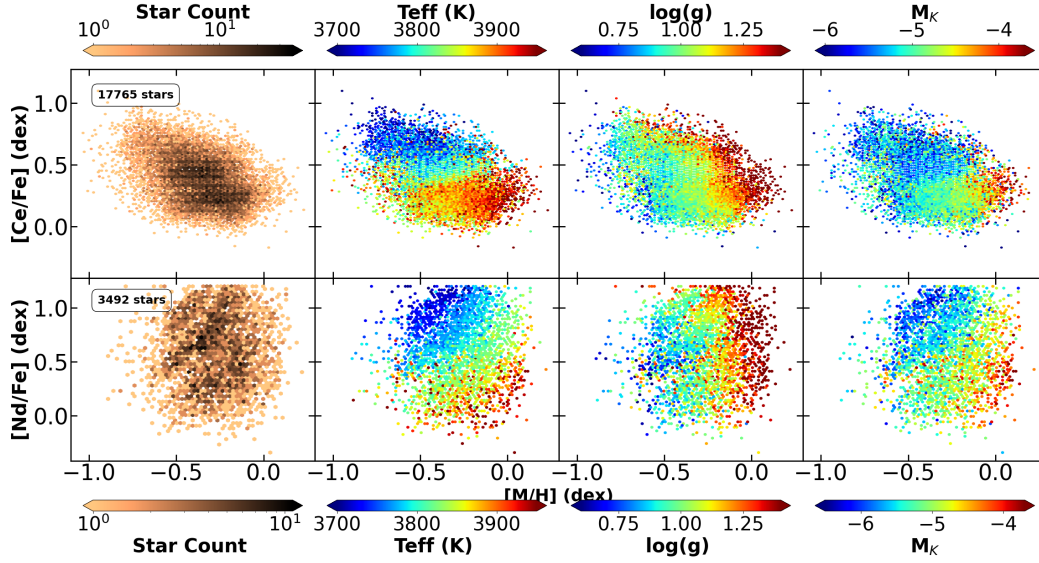 Star Count Teff (K) log(g) M_K
10^0 10^1 3700 3800 3900 0.75 1.00 1.25 −6 −5 −4
17765 stars
[Ce/Fe] (dex)
1.0
0.5
0.0
3492 stars
[Nd/Fe] (dex)
1.0
0.5
0.0
−1.0 −0.5 0.0 −1.0 −0.5 0.0 −1.0 −0.5 0.0 −1.0 −0.5 0.0
[M/H] (dex)
10^0 10^1 3700 3800 3900 0.75 1.00 1.25 −6 −5 −4
Star Count Teff (K) log(g) M_K